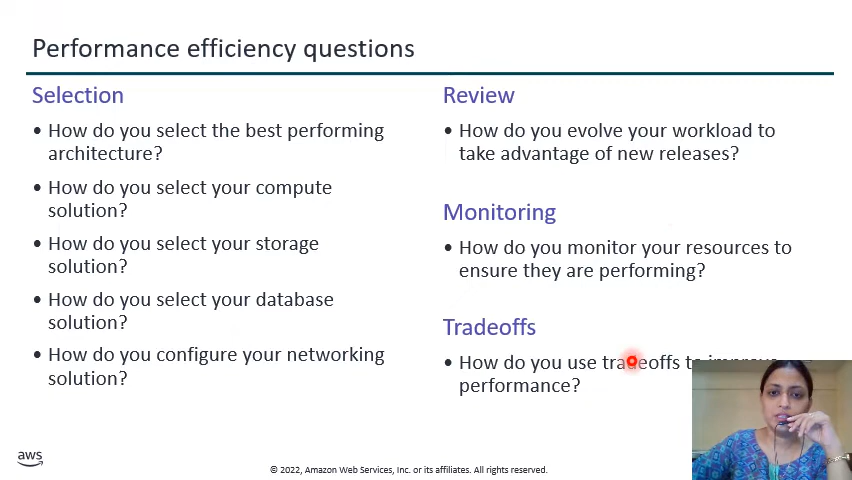 Performance efficiency questions
Selection
• How do you select the best performing
architecture?
• How do you select your compute
solution?
• How do you select your storage
solution?
• How do you select your database
solution?
• How do you configure your networking
solution?
Review
• How do you evolve your workload to
take advantage of new releases?
Monitoring
• How do you monitor your resources to
ensure they are performing?
Tradeoffs
• How do you use tradeoffs to improve
performance?
aws
© 2022, Amazon Web Services, Inc. or its affiliates. All rights reserved.